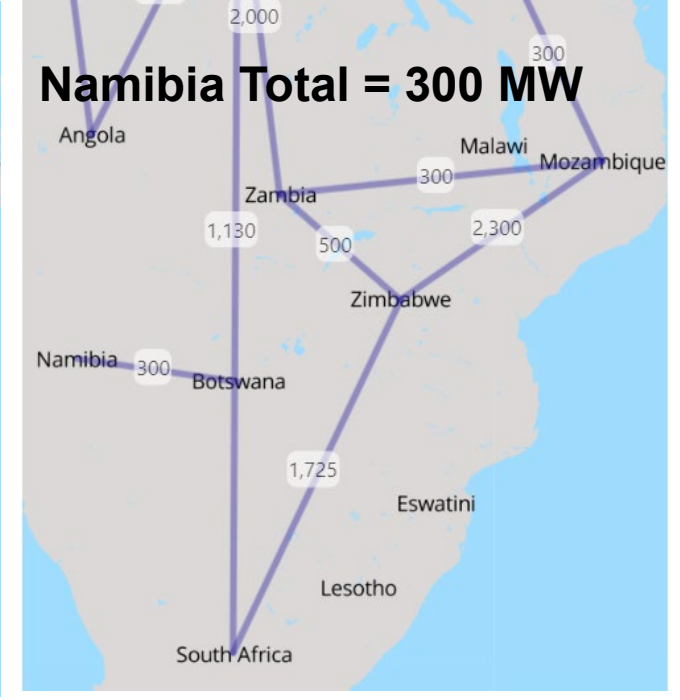 2,000
300
Namibia Total = 300 MW
Angola
Malawi
Mozambique
300
Zambia
1,130
2,300
500
Zimbabwe
Namibia
300
Botswana
1,725
Eswatini
Lesotho
South Africa